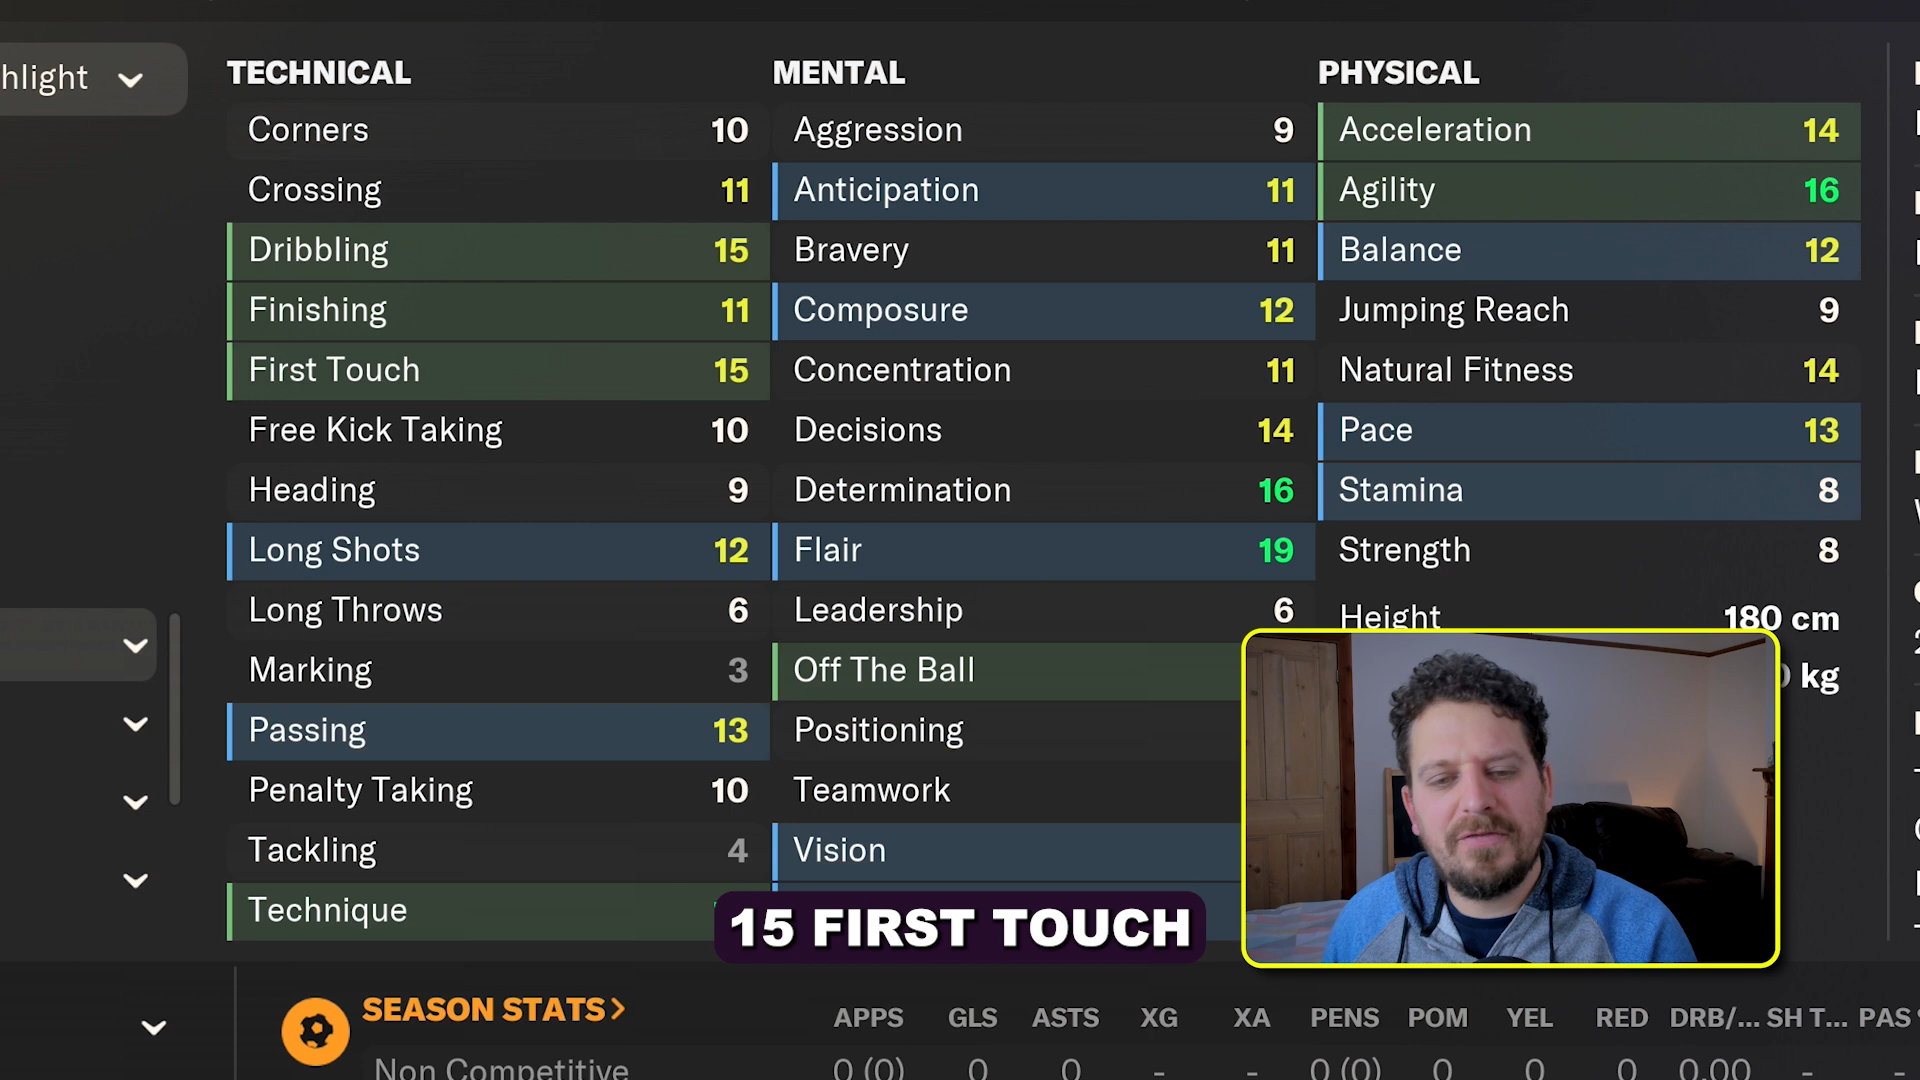 hlight
TECHNICAL
Corners 10
Crossing 11
Dribbling 15
Finishing 11
First Touch 15
Free Kick Taking 10
Heading 9
Long Shots 12
Long Throws 6
Marking 3
Passing 13
Penalty Taking 10
Tackling 4
Technique
MENTAL
Aggression 9
Anticipation 11
Bravery 11
Composure 12
Concentration 11
Decisions 14
Determination 16
Flair 19
Leadership 6
Off The Ball
Positioning
Teamwork
Vision
PHYSICAL
Acceleration 14
Agility 16
Balance 12
Jumping Reach 9
Natural Fitness 14
Pace 13
Stamina 8
Strength 8
Height 180 cm
kg
15 FIRST TOUCH
SEASON STATS> APPS GLS ASTS XG XA PENS POM YEL RED DRB/... SH T... PAS
Non Competitive 0 (0) 0 0 - - 0 (0) 0 0 0 0.00 - -